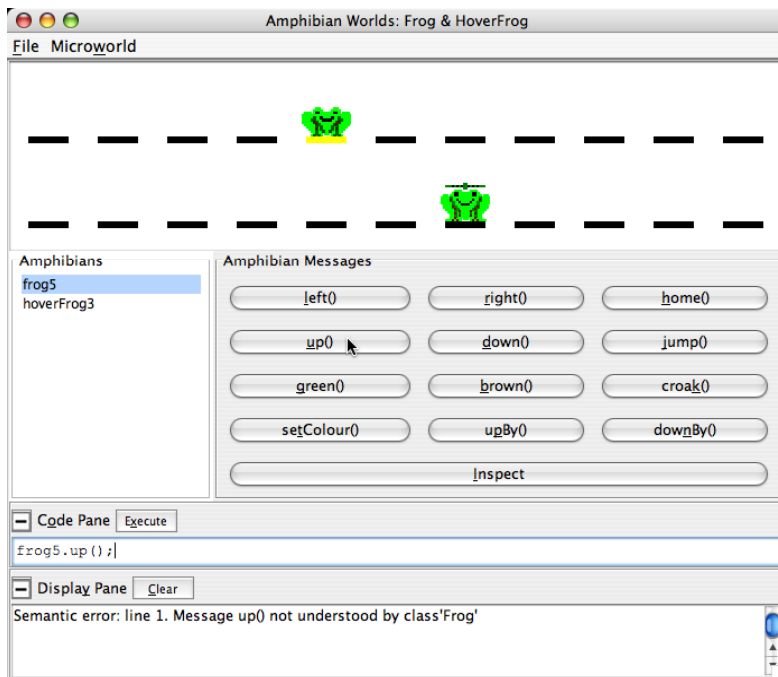 Amphibian Worlds: Frog & HoverFrog
File Microworld
Amphibians
frog5
hoverFrog3
Amphibian Messages
left() right() home()
up() down() jump()
green() brown() croak()
setColour() upBy() downBy()
Inspect
Code Pane Execute
frog5.up();
Display Pane Clear
Semantic error: line 1. Message up() not understood by class'Frog'